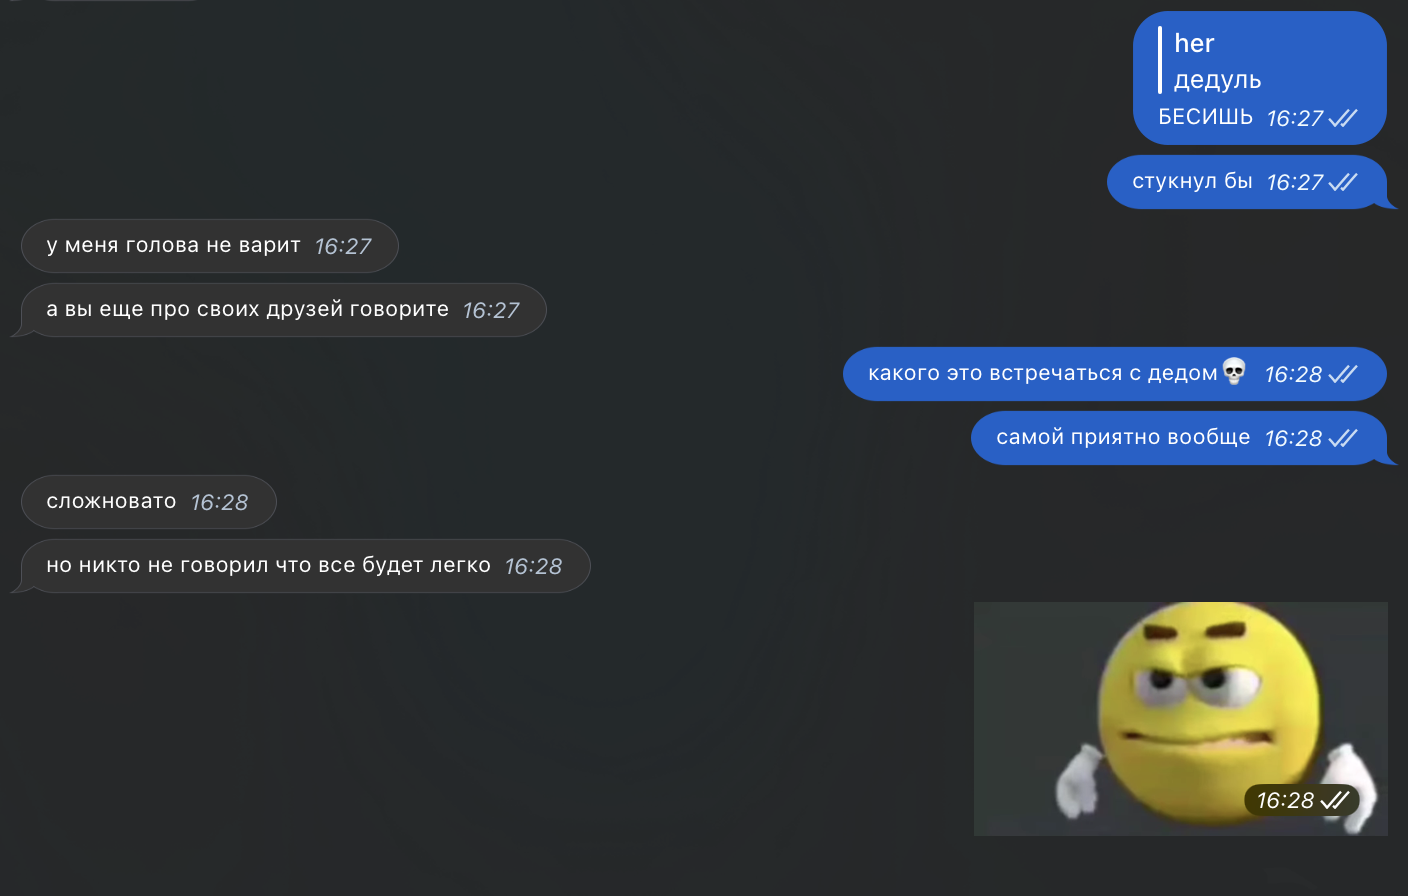 her
дедуль
БЕСИШЬ 16:27
стукнул бы 16:27
у меня голова не варит 16:27
а вы еще про своих друзей говорите 16:27
какого это встречаться с дедом💀 16:28
самой приятно вообще 16:28
сложновато 16:28
но никто не говорил что все будет легко 16:28
16:28